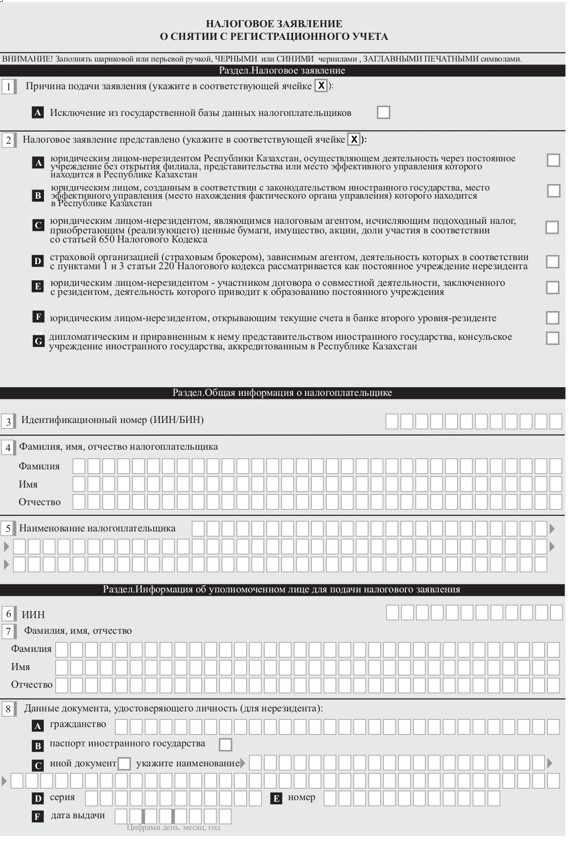 НАЛОГОВОЕ ЗАЯВЛЕНИЕ
О СНЯТИИ С РЕГИСТРАЦИОННОГО УЧЕТА
ВНИМАНИЕ! Заполнять шариковой или перьевой ручкой, ЧЕРНЫМИ или СИНИМИ чернилами , ЗАГЛАВНЫМИ ПЕЧАТНЫМИ символами.
Раздел.Налоговое заявление
1 Причина подачи заявления (укажите в соответствующей ячейке X ):
A Исключение из государственной базы данных налогоплательщиков
2 Налоговое заявление представлено (укажите в соответствующей ячейке X ):
A юридическим лицом-нерезидентом Республики Казахстан, осуществляющем деятельность через постоянное
учреждение без открытия филиала, представительства или место эффективного управления которого
находится в Республике Казахстан
B юридическим лицом, созданным в соответствии с законодательством иностранного государства, место
эффективного управления (место нахождения фактического органа управления) которого находится
в Республике Казахстан
C юридическим лицом-нерезидентом, являющимся налоговым агентом, исчисляющим подоходный налог,
приобретающим (реализующего) ценные бумаги, имущество, акции, доли участия в соответствии
со статьей 650 Налогового Кодекса
D страховой организацией (страховым брокером), зависимым агентом, деятельность которых в соответствии
с пунктами 1 и 3 статьи 220 Налогового кодекса рассматривается как постоянное учреждение нерезидента
E юридическим лицом-нерезидентом - участником договора о совместной деятельности, заключенного
с резидентом, деятельность которого приводит к образованию постоянного учреждения
F юридическим лицом-нерезидентом, открывающим текущие счета в банке второго уровня-резиденте
G дипломатическим и приравненным к нему представительством иностранного государства, консульское
учреждение иностранного государства, аккредитованным в Республике Казахстан
Раздел.Общая информация о налогоплательщике
3 Идентификационный номер (ИИН/БИН)
4 Фамилия, имя, отчество налогоплательщика
Фамилия
Имя
Отчество
5 Наименование налогоплательщика
Раздел.Информация об уполномоченном лице для подачи налогового заявления
6 ИИН
7 Фамилия, имя, отчество
Фамилия
Имя
Отчество
8 Данные документа, удостоверяющего личность (для нерезидента):
A гражданство
B паспорт иностранного государства
C иной документ укажите наименование
D серия E номер
F дата выдачи
Цифрами день, месяц, год